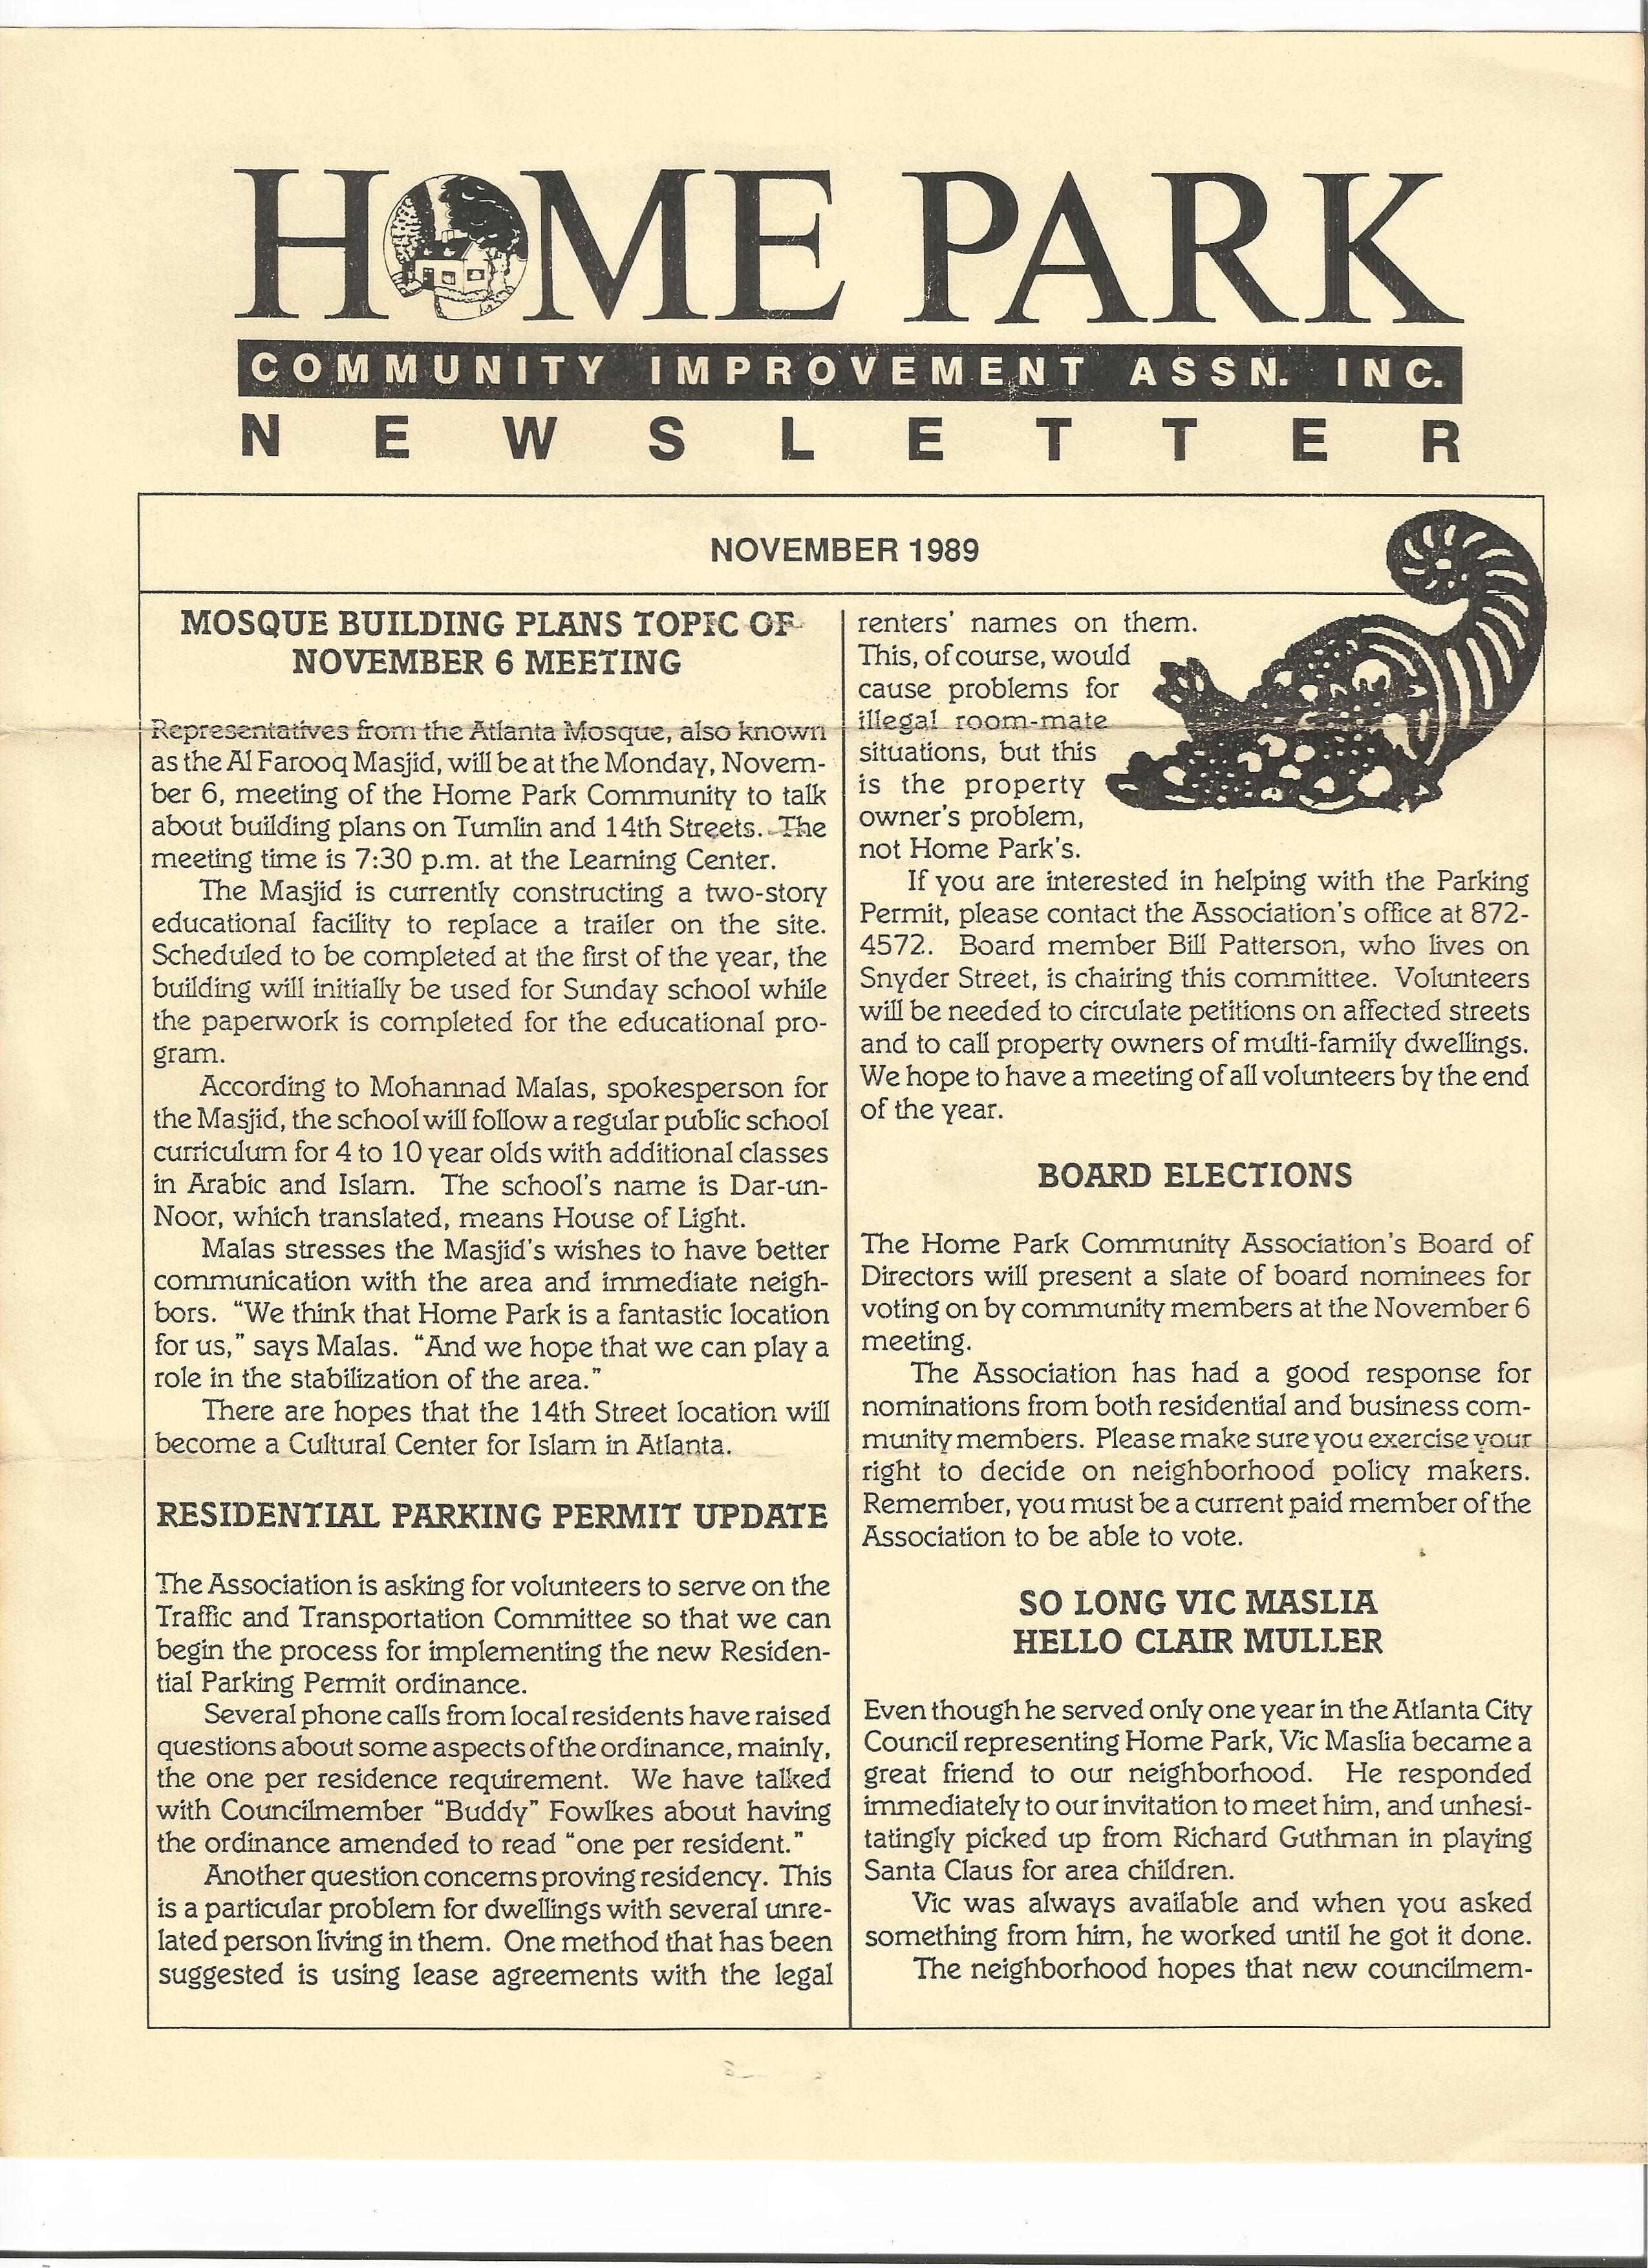 HOME PARK
COMMUNITY IMPROVEMENT ASSN. INC.
NEWSLETTER
NOVEMBER 1989
MOSQUE BUILDING PLANS TOPIC OF
NOVEMBER 6 MEETING
Representatives from the Atlanta Mosque, also known
as the Al Farooq Masjid, will be at the Monday, Novem-
ber 6, meeting of the Home Park Community to talk
about building plans on Tumlin and 14th Streets. The
meeting time is 7:30 p.m. at the Learning Center.
The Masjid is currently constructing a two-story
educational facility to replace a trailer on the site.
Scheduled to be completed at the first of the year, the
building will initially be used for Sunday school while
the paperwork is completed for the educational pro-
gram.
According to Mohannad Malas, spokesperson for
the Masjid, the school will follow a regular public school
curriculum for 4 to 10 year olds with additional classes
in Arabic and Islam. The school's name is Dar-un-
Noor, which translated, means House of Light.
Malas stresses the Masjid's wishes to have better
communication with the area and immediate neigh-
bors. “We think that Home Park is a fantastic location
for us,” says Malas. “And we hope that we can play a
role in the stabilization of the area.”
There are hopes that the 14th Street location will
become a Cultural Center for Islam in Atlanta.
RESIDENTIAL PARKING PERMIT UPDATE
The Association is asking for volunteers to serve on the
Traffic and Transportation Committee so that we can
begin the process for implementing the new Residen-
tial Parking Permit ordinance.
Several phone calls from local residents have raised
questions about some aspects of the ordinance, mainly,
the one per residence requirement. We have talked
with Councilmember “Buddy” Fowlkes about having
the ordinance amended to read “one per resident.”
Another question concerns proving residency. This
is a particular problem for dwellings with several unre-
lated person living in them. One method that has been
suggested is using lease agreements with the legal
renters' names on them.
This, of course, would
cause problems for
illegal room-mate
situations, but this
is the property
owner's problem,
not Home Park's.
If you are interested in helping with the Parking
Permit, please contact the Association's office at 872-
4572. Board member Bill Patterson, who lives on
Snyder Street, is chairing this committee. Volunteers
will be needed to circulate petitions on affected streets
and to call property owners of multi-family dwellings.
We hope to have a meeting of all volunteers by the end
of the year.
BOARD ELECTIONS
The Home Park Community Association's Board of
Directors will present a slate of board nominees for
voting on by community members at the November 6
meeting.
The Association has had a good response for
nominations from both residential and business com-
munity members. Please make sure you exercise your
right to decide on neighborhood policy makers.
Remember, you must be a current paid member of the
Association to be able to vote.
SO LONG VIC MASLIA
HELLO CLAIR MULLER
Even though he served only one year in the Atlanta City
Council representing Home Park, Vic Maslia became a
great friend to our neighborhood. He responded
immediately to our invitation to meet him, and unhesi-
tatingly picked up from Richard Guthman in playing
Santa Claus for area children.
Vic was always available and when you asked
something from him, he worked until he got it done.
The neighborhood hopes that new councilmem-